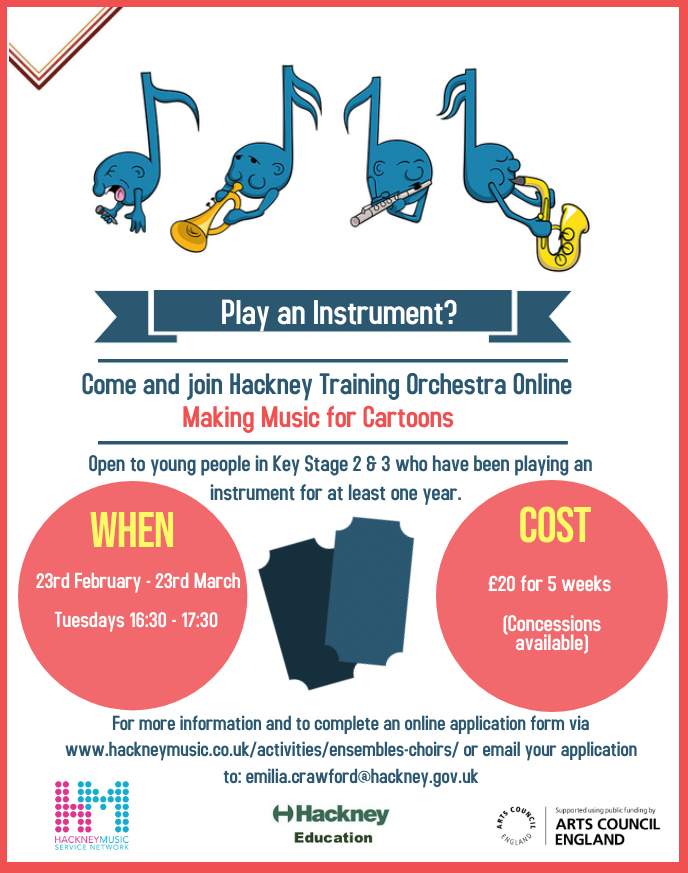 Play an Instrument?
Come and join Hackney Training Orchestra Online
Making Music for Cartoons
Open to young people in Key Stage 2 & 3 who have been playing an
instrument for at least one year.
WHEN
23rd February - 23rd March
Tuesdays 16:30 - 17:30
COST
£20 for 5 weeks
(Concessions
available)
For more information and to complete an online application form via
www.hackneymusic.co.uk/activities/ensembles-choirs/ or email your application
to: emilia.crawford@hackney.gov.uk
HM
HACKNEYMUSIC
SERVICE NETWORK
Hackney
Education
ARTS COUNCIL
ENGLAND
Supported using public funding by
ARTS COUNCIL
ENGLAND